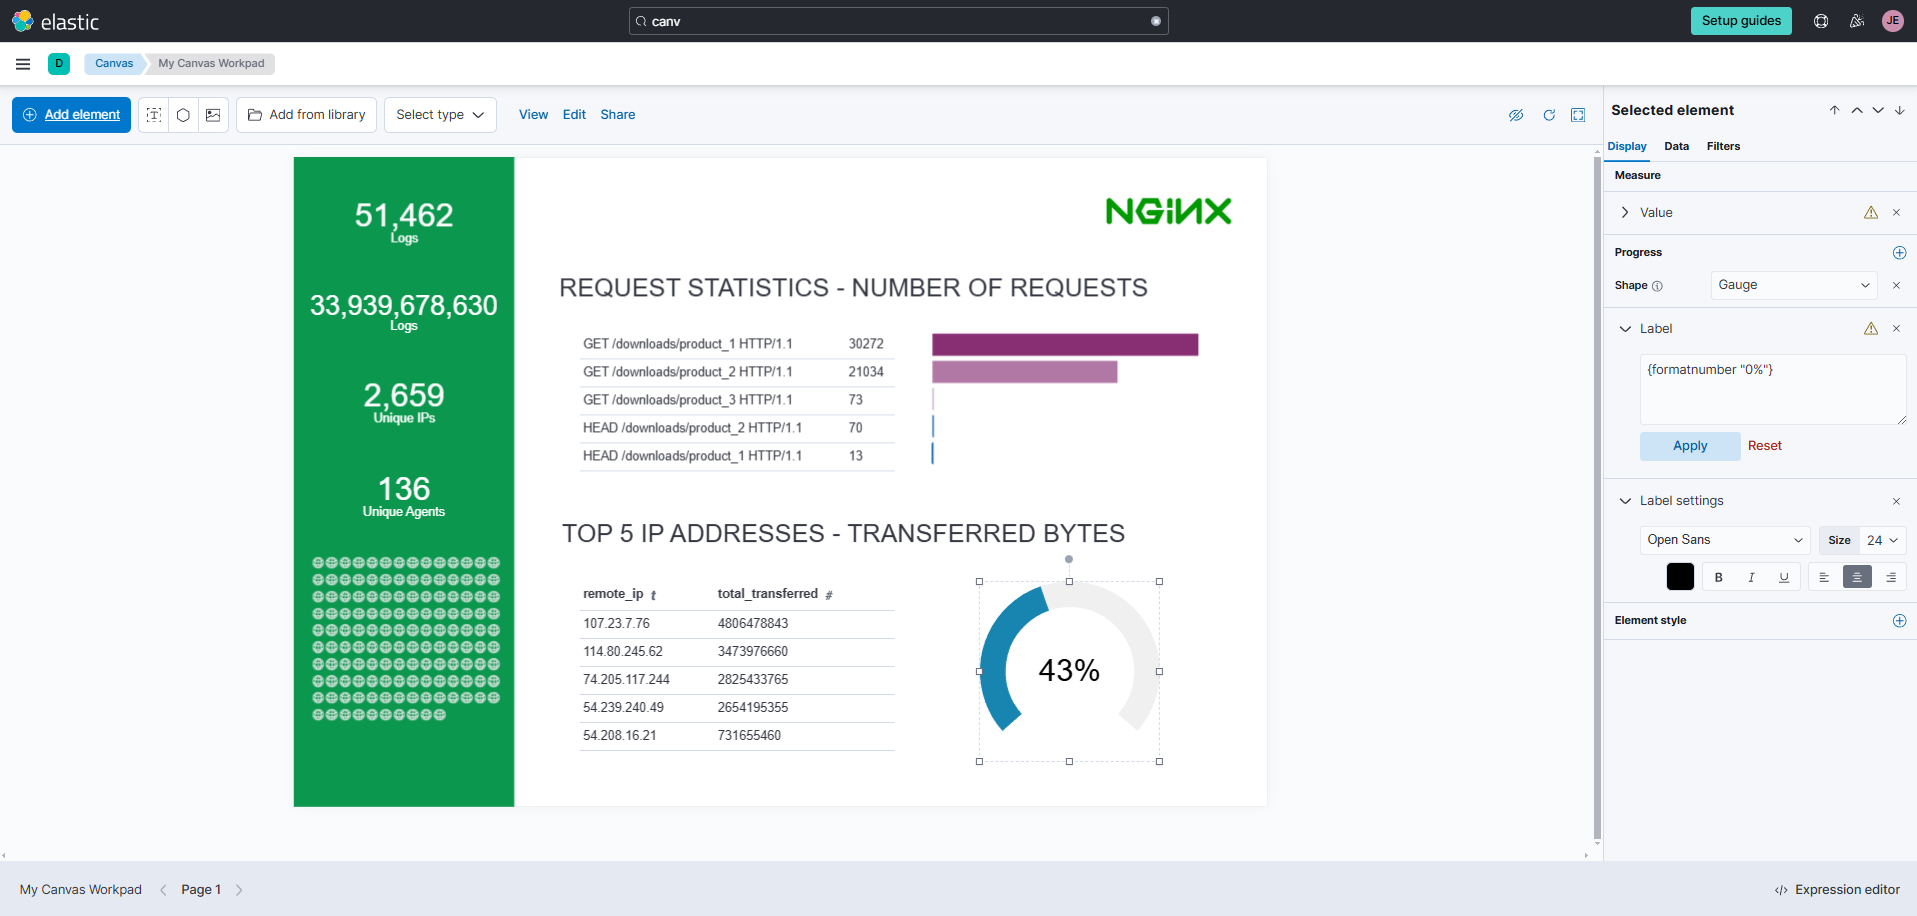 elastic
canv
Setup guides
JE
D
Canvas
My Canvas Workpad
Add element
Add from library
Select type
View
Edit
Share
51,462
Logs
33,939,678,630
Logs
2,659
Unique IPs
136
Unique Agents
NGINX
REQUEST STATISTICS - NUMBER OF REQUESTS
GET /downloads/product_1 HTTP/1.1 30272
GET /downloads/product_2 HTTP/1.1 21034
GET /downloads/product_3 HTTP/1.1 73
HEAD /downloads/product_2 HTTP/1.1 70
HEAD /downloads/product_1 HTTP/1.1 13
TOP 5 IP ADDRESSES - TRANSFERRED BYTES
remote_ip t total_transferred #
107.23.7.76 4806478843
114.80.245.62 3473976660
74.205.117.244 2825433765
54.239.240.49 2654195355
54.208.16.21 731655460
43%
Selected element
Display Data Filters
Measure
Value
Progress
Shape Gauge
Label
{formatnumber "0%"}
Apply Reset
Label settings
Open Sans Size 24
B I U
Element style
My Canvas Workpad Page 1
Expression editor